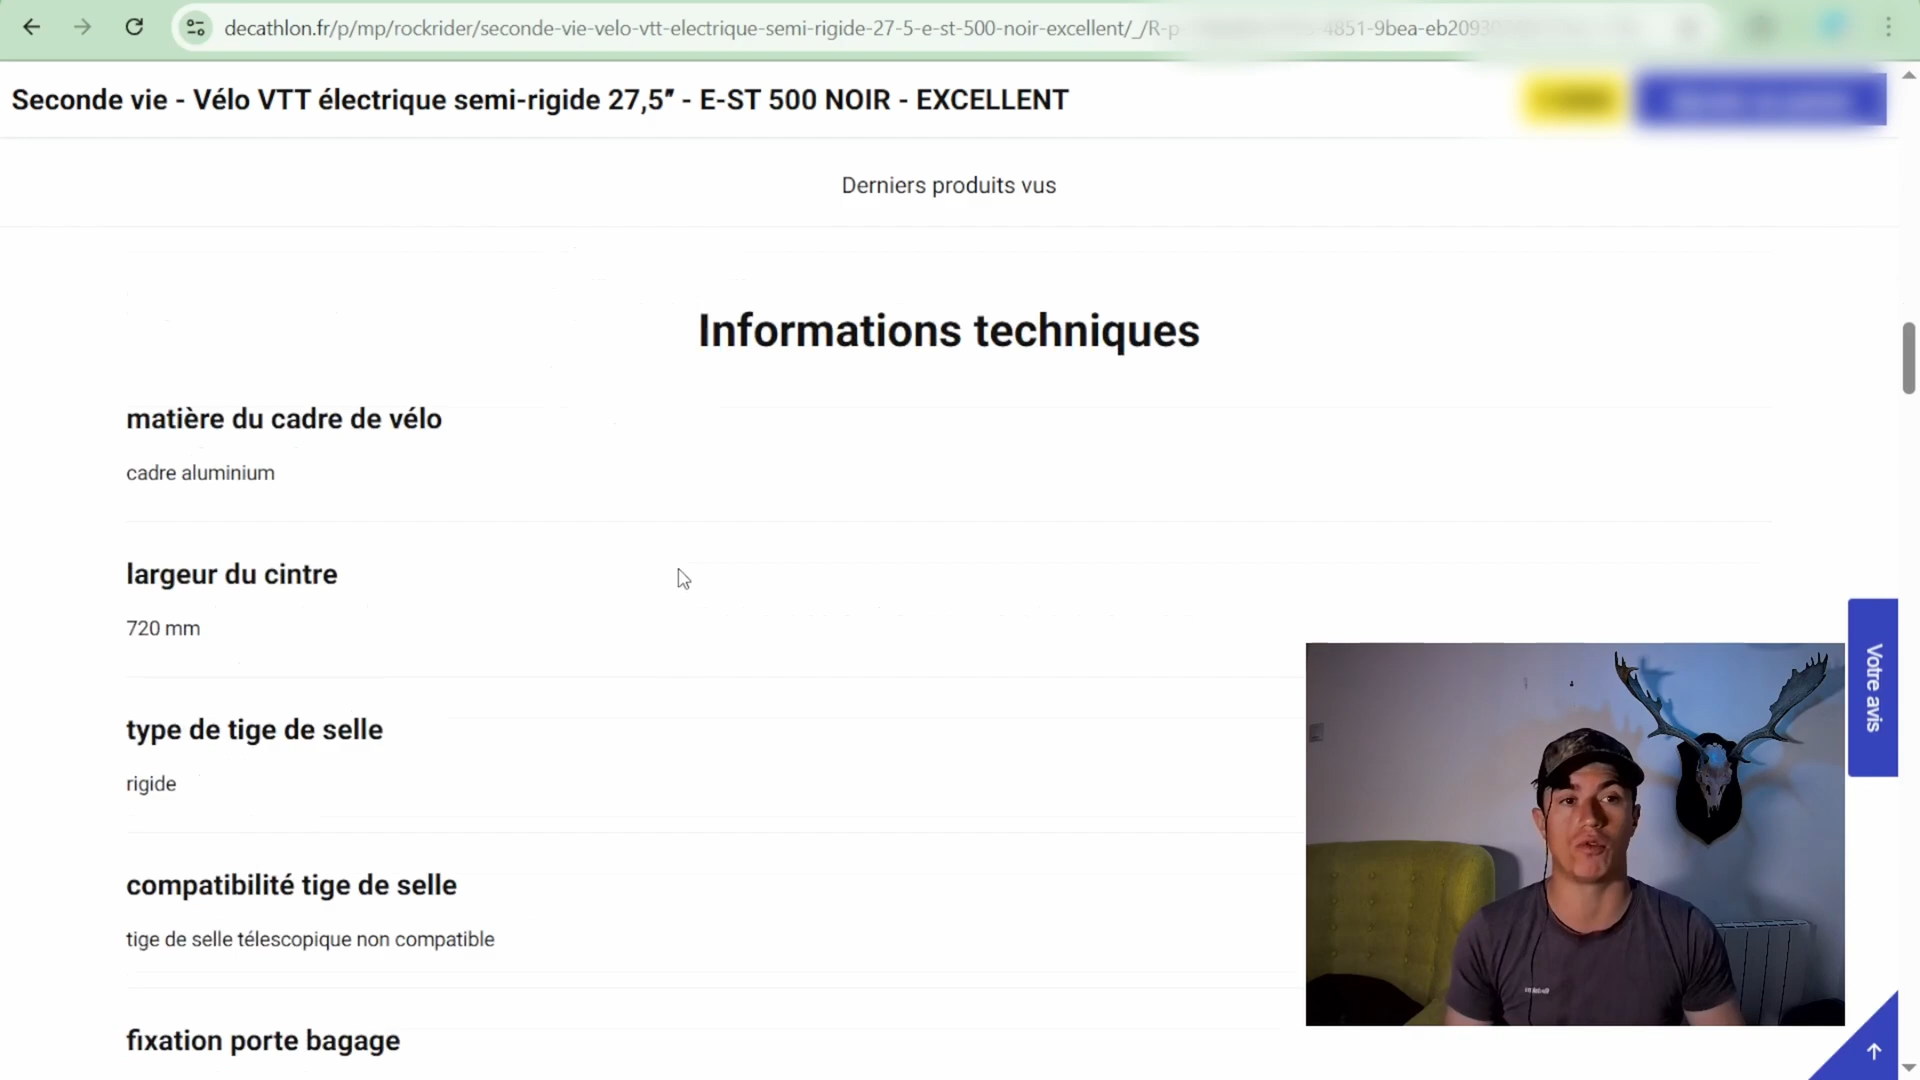 decathlon.fr/p/mp/rockrider/seconde-vie-velo-vtt-electrique-semi-rigide-27-5-e-st-500-noir-excellent/_/R-p
4851-9bea-eb2093
Seconde vie - Vélo VTT électrique semi-rigide 27,5″ - E-ST 500 NOIR - EXCELLENT
Derniers produits vus
Informations techniques
matière du cadre de vélo
cadre aluminium
largeur du cintre
720 mm
type de tige de selle
rigide
compatibilité tige de selle
tige de selle télescopique non compatible
fixation porte bagage
Votre avis